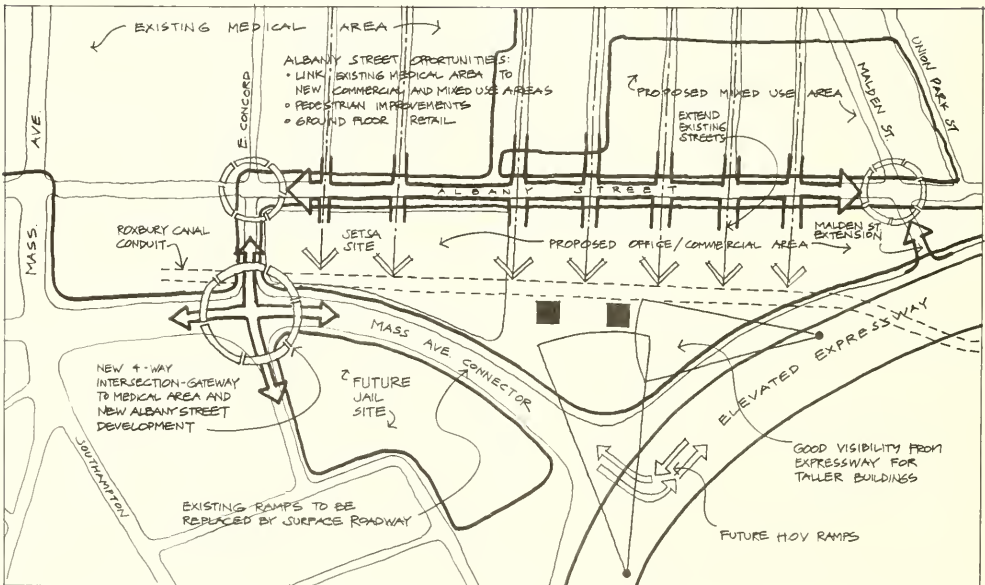 EXISTING MEDICAL AREA
ALBANY STREET OPPORTUNITIES:
• LINK EXISTING MEDICAL AREA TO
NEW COMMERCIAL AND MIXED USE AREAS
• PEDESTRIAN IMPROVEMENTS
• GROUND FLOOR RETAIL
UNION PARK ST.
MALDEN ST.
PROPOSED MIXED USE AREA
EXTEND
EXISTING
STREETS
E. CONCORD
MASS. AVE.
ALBANY STREET
ROXBURY CANAL
CONDUIT
SETSA
SITE
PROPOSED OFFICE/COMMERCIAL AREA
MALDEN ST.
EXTENSION
MASS AVE. CONNECTOR
ELEVATED EXPRESSWAY
NEW 4-WAY
INTERSECTION-GATEWAY
TO MEDICAL AREA AND
NEW ALBANY STREET
DEVELOPMENT
FUTURE
JAIL
SITE
SOUTHAMPTON
GOOD VISIBILITY FROM
EXPRESSWAY FOR
TALLER BUILDINGS
EXISTING RAMPS TO BE
REPLACED BY SURFACE ROADWAY
FUTURE HOV RAMPS